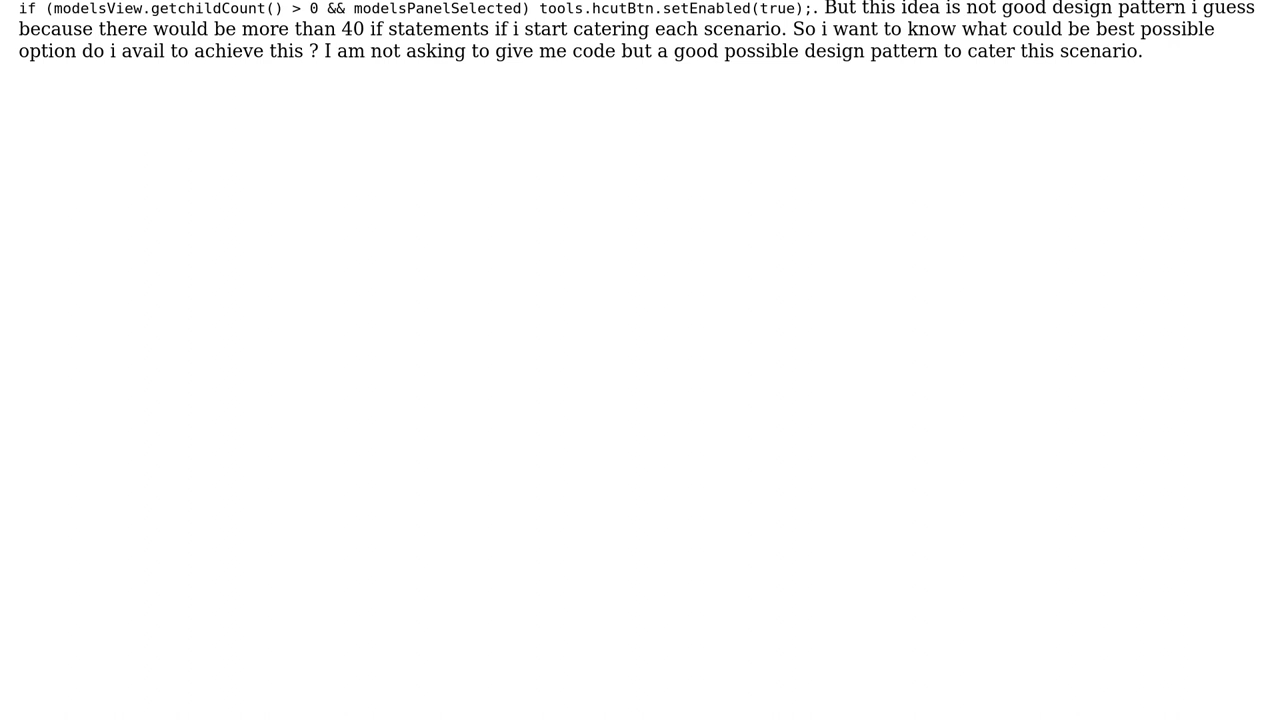 if (modelsView.getchildCount() > 0 && modelsPanelSelected) tools.hcutBtn.setEnabled(true);. But this idea is not good design pattern i guess
because there would be more than 40 if statements if i start catering each scenario. So i want to know what could be best possible
option do i avail to achieve this ? I am not asking to give me code but a good possible design pattern to cater this scenario.